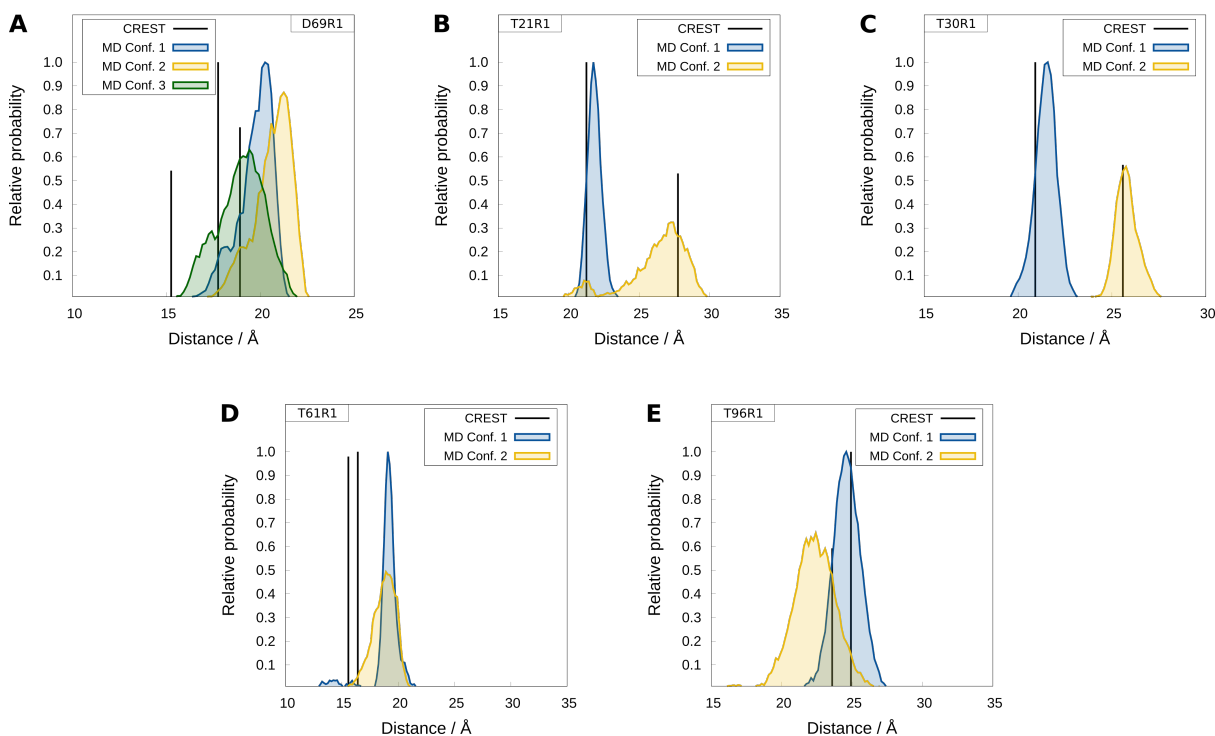 A
D69R1
CREST
MD Conf. 1
MD Conf. 2
MD Conf. 3
Relative probability
1.0
0.9
0.8
0.7
0.6
0.5
0.4
0.3
0.2
0.1
10 15 20 25
Distance / Å
B
T21R1
CREST
MD Conf. 1
MD Conf. 2
Relative probability
1.0
0.9
0.8
0.7
0.6
0.5
0.4
0.3
0.2
0.1
15 20 25 30 35
Distance / Å
C
T30R1
CREST
MD Conf. 1
MD Conf. 2
Relative probability
1.0
0.9
0.8
0.7
0.6
0.5
0.4
0.3
0.2
0.1
15 20 25 30
Distance / Å
D
T61R1
CREST
MD Conf. 1
MD Conf. 2
Relative probability
1.0
0.9
0.8
0.7
0.6
0.5
0.4
0.3
0.2
0.1
10 15 20 25 30 35
Distance / Å
E
T96R1
CREST
MD Conf. 1
MD Conf. 2
Relative probability
1.0
0.9
0.8
0.7
0.6
0.5
0.4
0.3
0.2
0.1
15 20 25 30 35
Distance / Å